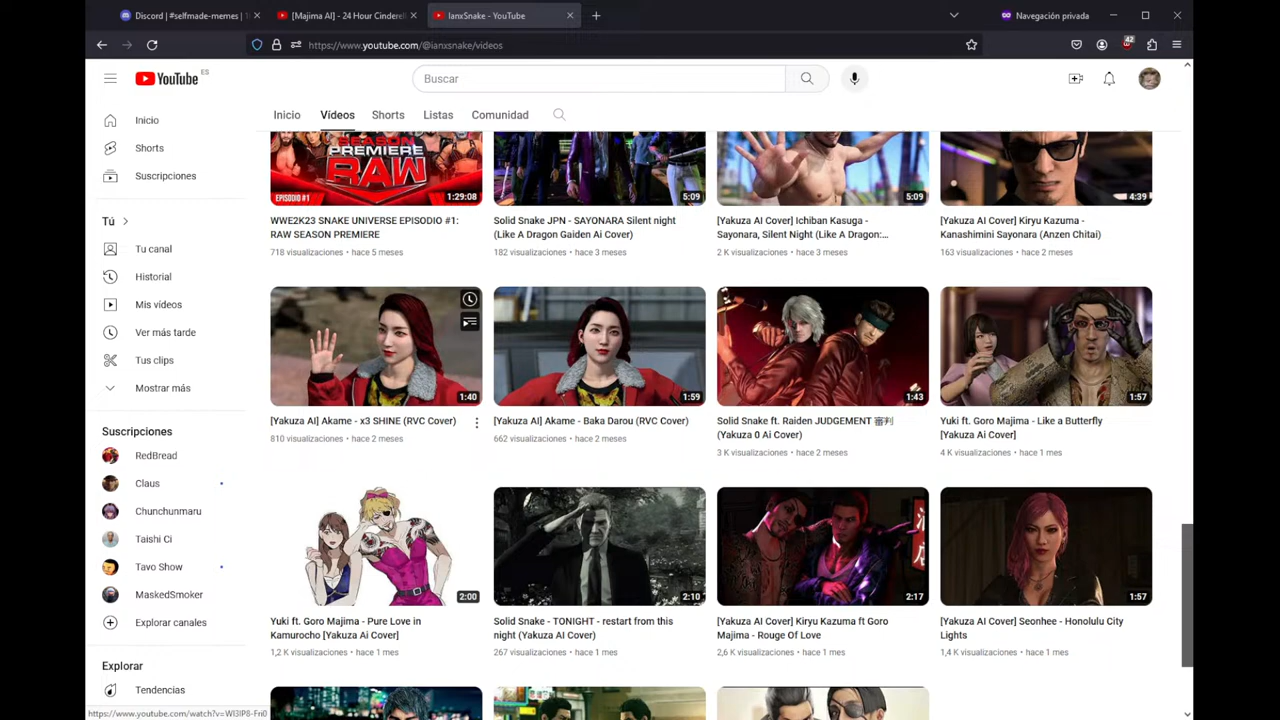 Discord | #selfmade-memes | 1
[Majima AI] - 24 Hour Cinderell
IanxSnake - YouTube
Navegación privada
https://www.youtube.com/@ianxsnake/videos
42
YouTube ES
Buscar
Inicio
Vídeos
Shorts
Listas
Comunidad
Inicio
Shorts
Suscripciones
Tú
Tu canal
Historial
Mis vídeos
Ver más tarde
Tus clips
Mostrar más
Suscripciones
RedBread
Claus
Chunchunmaru
Taishi Ci
Tavo Show
MaskedSmoker
Explorar canales
Explorar
Tendencias
SEASON
PREMIERE
RAW
EPISODIO #1
1:29:08
WWE2K23 SNAKE UNIVERSE EPISODIO #1:
RAW SEASON PREMIERE
718 visualizaciones • hace 5 meses
5:09
Solid Snake JPN - SAYONARA Silent night
(Like A Dragon Gaiden Ai Cover)
182 visualizaciones • hace 3 meses
5:09
[Yakuza AI Cover] Ichiban Kasuga -
Sayonara, Silent Night (Like A Dragon:...
2 K visualizaciones • hace 3 meses
4:39
[Yakuza AI Cover] Kiryu Kazuma -
Kanashimini Sayonara (Anzen Chitai)
163 visualizaciones • hace 2 meses
1:40
[Yakuza AI] Akame - x3 SHINE (RVC Cover)
810 visualizaciones • hace 2 meses
1:59
[Yakuza AI] Akame - Baka Darou (RVC Cover)
662 visualizaciones • hace 2 meses
1:43
Solid Snake ft. Raiden JUDGEMENT 審判
(Yakuza 0 Ai Cover)
3 K visualizaciones • hace 2 meses
1:57
Yuki ft. Goro Majima - Like a Butterfly
[Yakuza Ai Cover]
4 K visualizaciones • hace 1 mes
2:00
Yuki ft. Goro Majima - Pure Love in
Kamurocho [Yakuza Ai Cover]
1,2 K visualizaciones • hace 1 mes
2:10
Solid Snake - TONIGHT - restart from this
night (Yakuza AI Cover)
267 visualizaciones • hace 1 mes
2:17
[Yakuza AI Cover] Kiryu Kazuma ft Goro
Majima - Rouge Of Love
2,6 K visualizaciones • hace 1 mes
1:57
[Yakuza AI Cover] Seonhee - Honolulu City
Lights
1,4 K visualizaciones • hace 1 mes